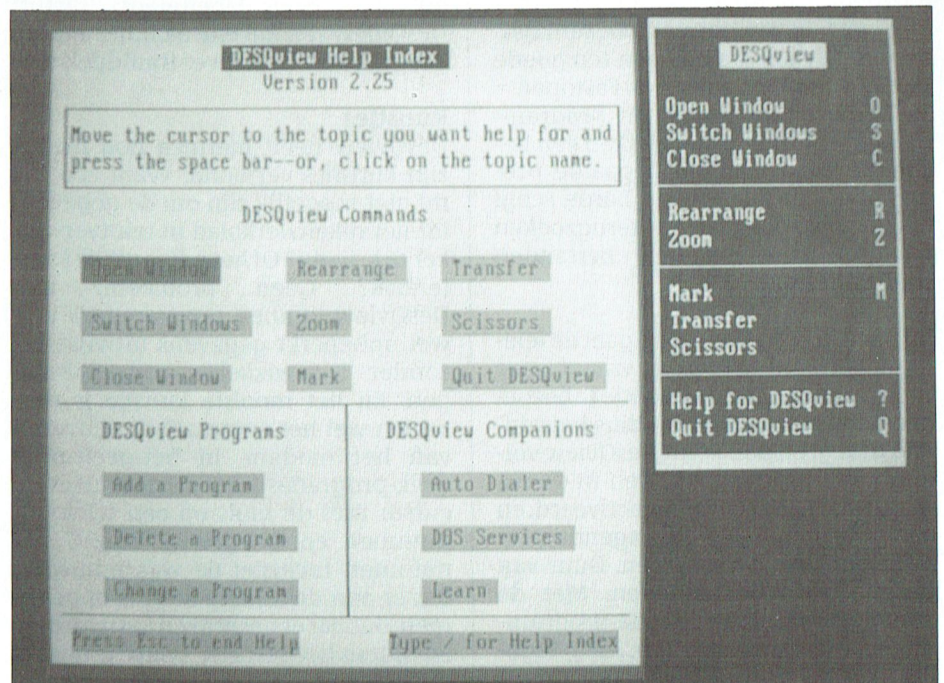 DESQview Help Index
Version 2.25
Move the cursor to the topic you want help for and
press the space bar--or, click on the topic name.
DESQview Commands
Open Window Rearrange Transfer
Switch Windows Zoom Scissors
Close Window Mark Quit DESQview
DESQview Programs DESQview Companions
Add a Program Auto Dialer
Delete a Program DOS Services
Change a Program Learn
Press Esc to end Help Type / for Help Index
DESQview
Open Window O
Switch Windows S
Close Window C
Rearrange R
Zoom Z
Mark M
Transfer
Scissors
Help for DESQview ?
Quit DESQview Q